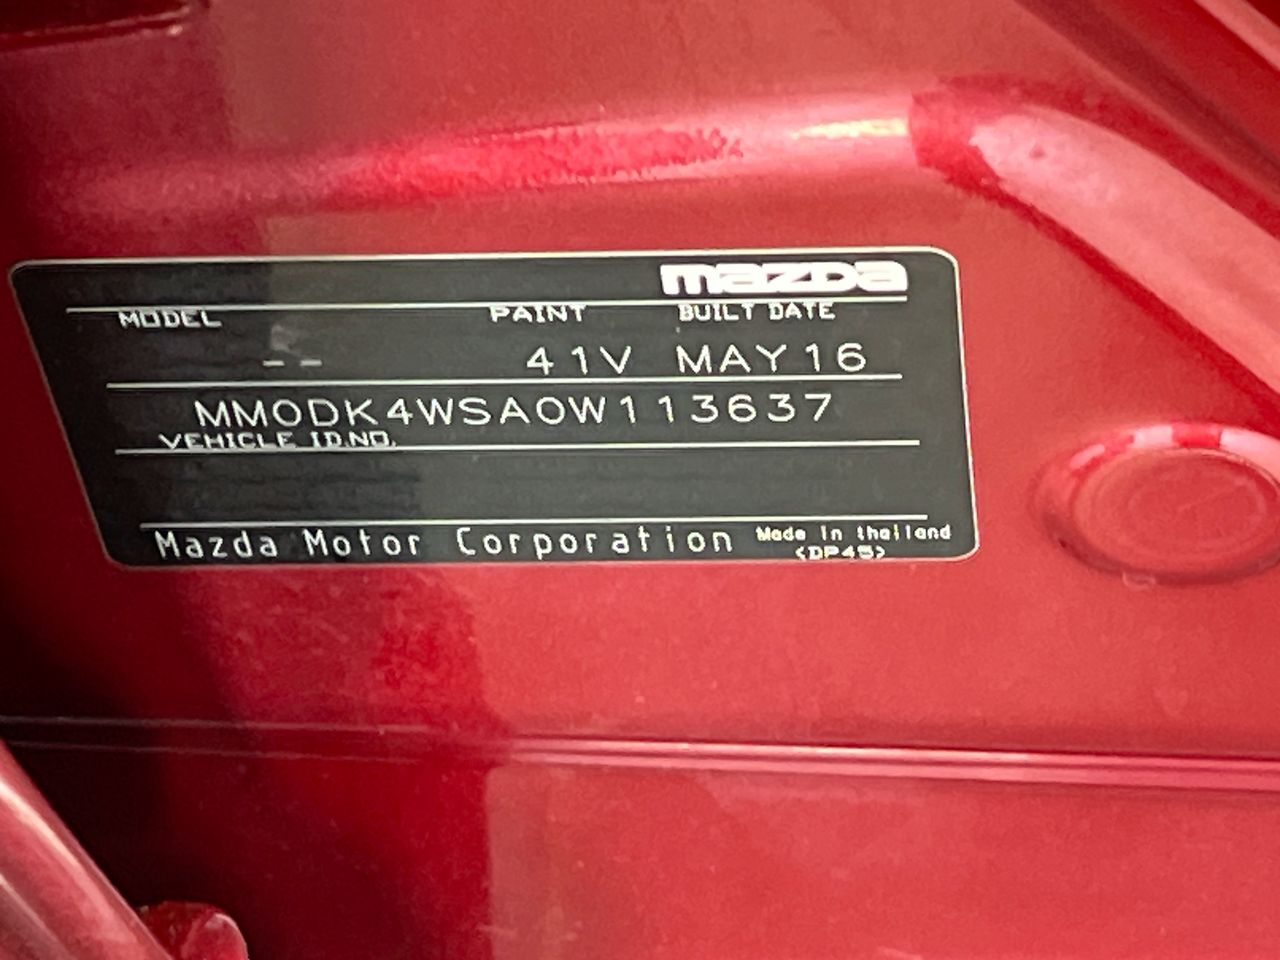 mazda
MODEL PAINT BUILT DATE
-- 41V MAY16
MM0DK4WSA0W113637
VEHICLE ID.NO.
Mazda Motor Corporation Made in thailand
<DP45>